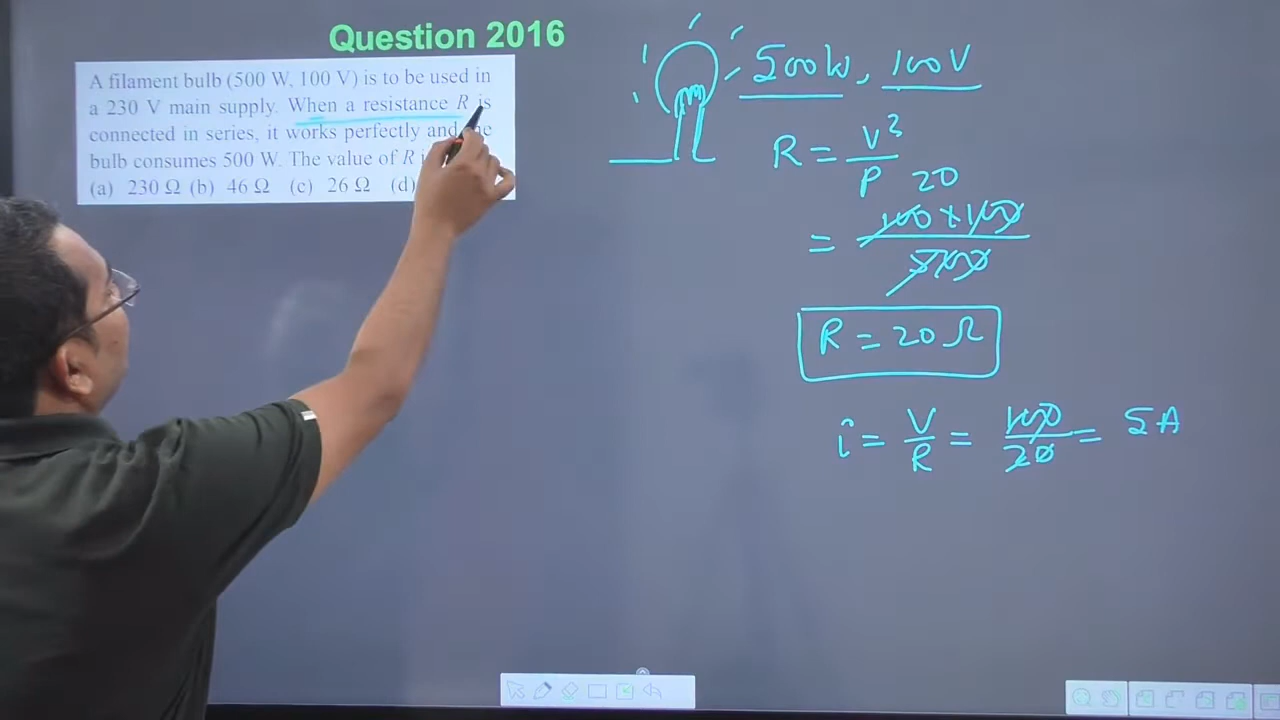 Question 2016
A filament bulb (500 W, 100 V) is to be used in
a 230 V main supply. When a resistance R is
connected in series, it works perfectly and
bulb consumes 500 W. The value of R
(a) 230 Ω (b) 46 Ω (c) 26 Ω (d)
500W, 100V
R = V²/P
20
= 100 × 100 / 500
R = 20 Ω
i = V/R = 100/20 = 5A